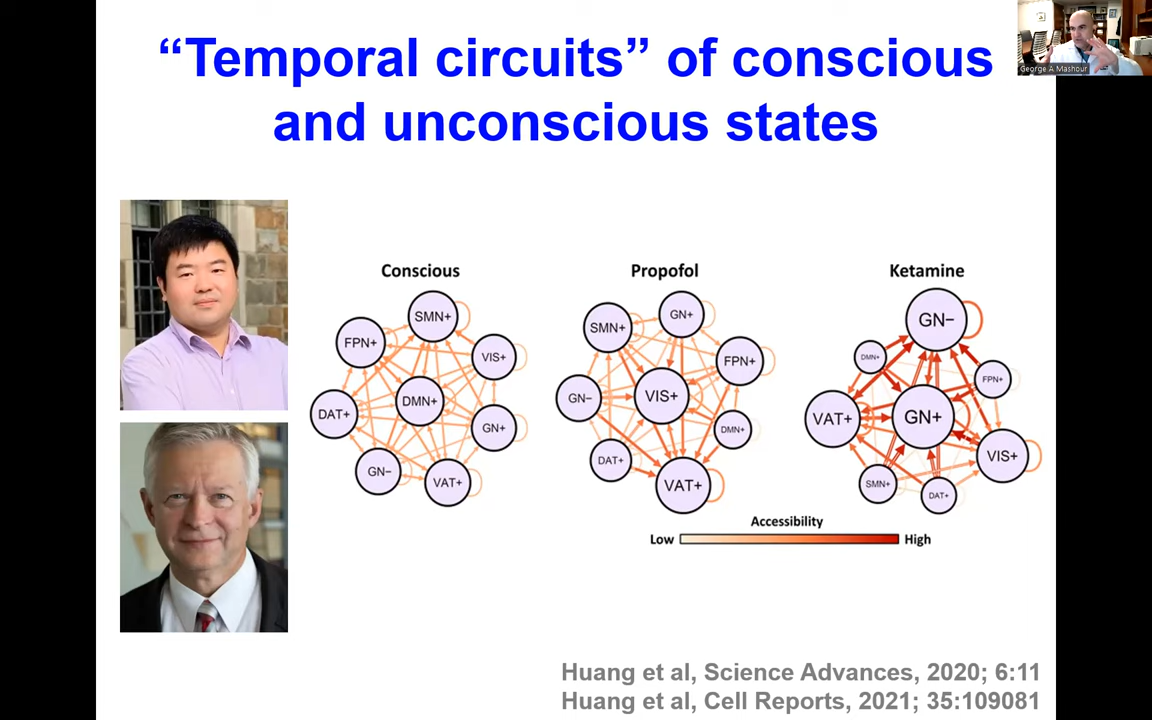 “Temporal circuits” of conscious
and unconscious states
George A Mashour
Conscious
SMN+
FPN+
VIS+
DMN+
DAT+
GN+
GN−
VAT+
Propofol
GN+
SMN+
FPN+
VIS+
GN−
DMN+
DAT+
VAT+
Ketamine
GN−
DMN+
FPN+
VAT+
GN+
VIS+
SMN+
DAT+
Accessibility
Low
High
Huang et al, Science Advances, 2020; 6:11
Huang et al, Cell Reports, 2021; 35:109081